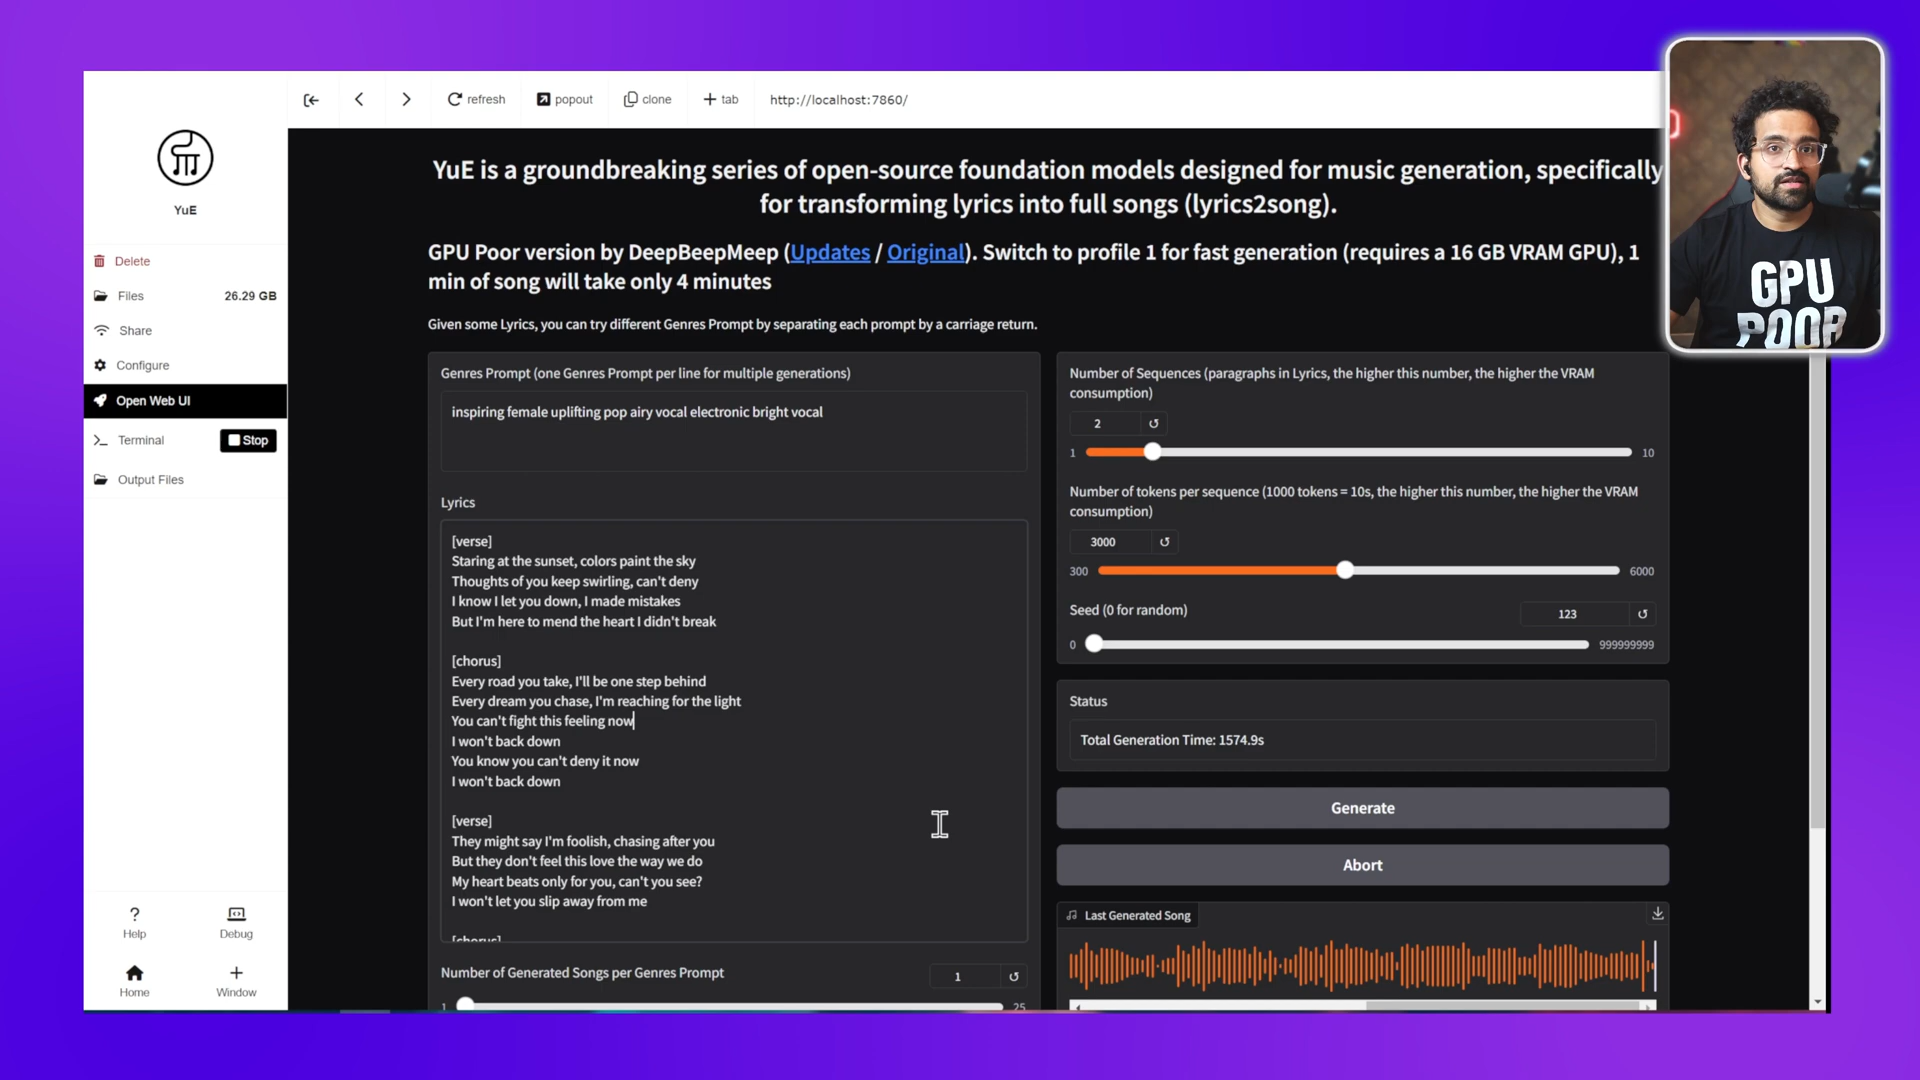 refresh
popout
clone
tab
http://localhost:7860/
YuE
Delete
Files 26.29 GB
Share
Configure
Open Web UI
Terminal Stop
Output Files
Help Debug
Home Window
YuE is a groundbreaking series of open-source foundation models designed for music generation, specifically
for transforming lyrics into full songs (lyrics2song).
GPU Poor version by DeepBeepMeep (Updates / Original). Switch to profile 1 for fast generation (requires a 16 GB VRAM GPU), 1
min of song will take only 4 minutes
Given some Lyrics, you can try different Genres Prompt by separating each prompt by a carriage return.
Genres Prompt (one Genres Prompt per line for multiple generations)
inspiring female uplifting pop airy vocal electronic bright vocal
Lyrics
[verse]
Staring at the sunset, colors paint the sky
Thoughts of you keep swirling, can't deny
I know I let you down, I made mistakes
But I'm here to mend the heart I didn't break
[chorus]
Every road you take, I'll be one step behind
Every dream you chase, I'm reaching for the light
You can't fight this feeling now
I won't back down
You know you can't deny it now
I won't back down
[verse]
They might say I'm foolish, chasing after you
But they don't feel this love the way we do
My heart beats only for you, can't you see?
I won't let you slip away from me
[chorus]
Number of Generated Songs per Genres Prompt
1
1 25
Number of Sequences (paragraphs in Lyrics, the higher this number, the higher the VRAM
consumption)
2
1 10
Number of tokens per sequence (1000 tokens = 10s, the higher this number, the higher the VRAM
consumption)
3000
300 6000
Seed (0 for random)
123
0 999999999
Status
Total Generation Time: 1574.9s
Generate
Abort
Last Generated Song
GPU
POOR